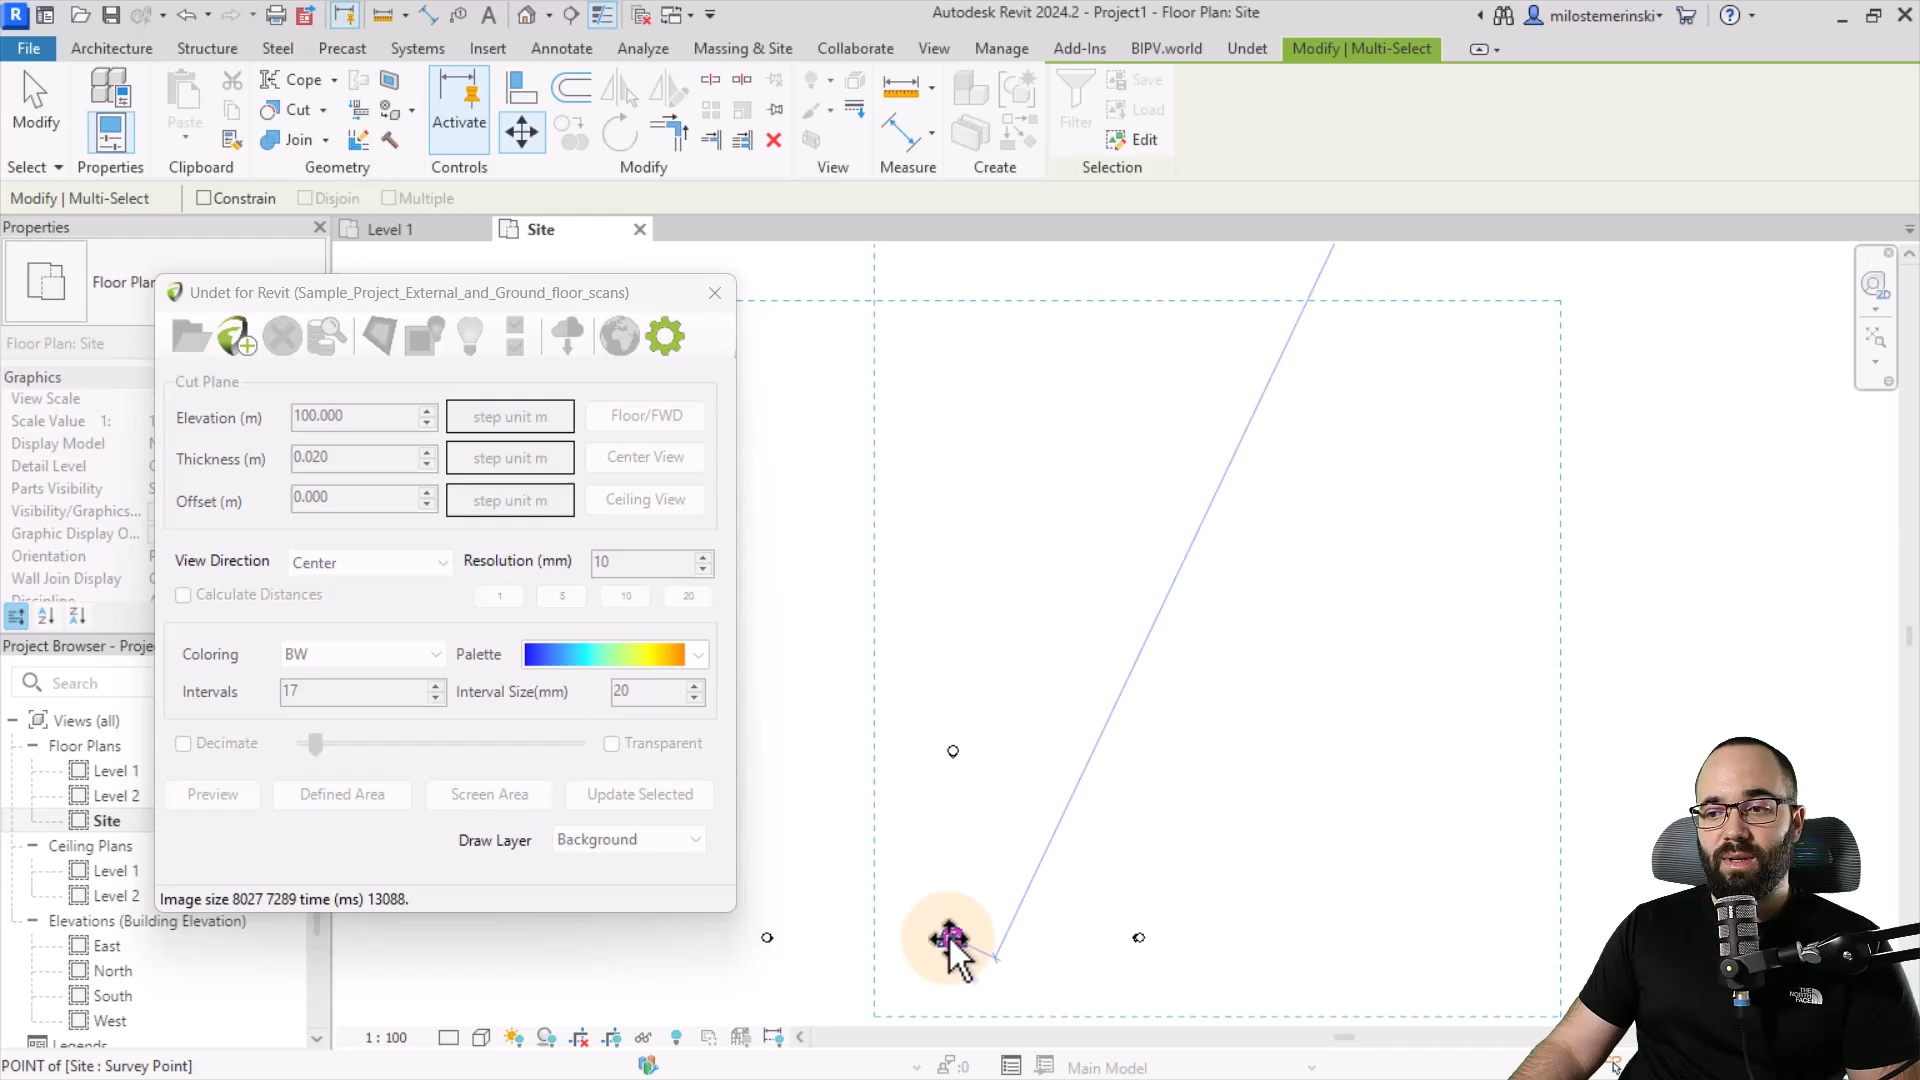 R
Autodesk Revit 2024.2 - Project1 - Floor Plan: Site
milostemerinski
File Architecture Structure Steel Precast Systems Insert Annotate Analyze Massing & Site Collaborate View Manage Add-Ins BIPV.world Undet Modify | Multi-Select
Modify
Paste
Cope
Cut
Join
Activate
Filter
Save
Load
Edit
Select Properties Clipboard Geometry Controls Modify View Measure Create Selection
Modify | Multi-Select Constrain Disjoin Multiple
Properties
Level 1
Site
Floor Plan
Floor Plan: Site
Graphics
View Scale
Scale Value 1:
Display Model
Detail Level
Parts Visibility
Visibility/Graphics...
Graphic Display O...
Orientation
Wall Join Display
Discipline
Undet for Revit (Sample_Project_External_and_Ground_floor_scans)
Cut Plane
Elevation (m) 100.000 step unit m Floor/FWD
Thickness (m) 0.020 step unit m Center View
Offset (m) 0.000 step unit m Ceiling View
View Direction Center Resolution (mm) 10
Calculate Distances 1 5 10 20
Coloring BW Palette
Intervals 17 Interval Size(mm) 20
Decimate Transparent
Preview Defined Area Screen Area Update Selected
Draw Layer Background
Image size 8027 7289 time (ms) 13088.
Project Browser - Proje
Search
Views (all)
Floor Plans
Level 1
Level 2
Site
Ceiling Plans
Level 1
Level 2
Elevations (Building Elevation)
East
North
South
West
Legends
2D
1 : 100
POINT of [Site : Survey Point]
:0
Main Model
THE NORTH FACE